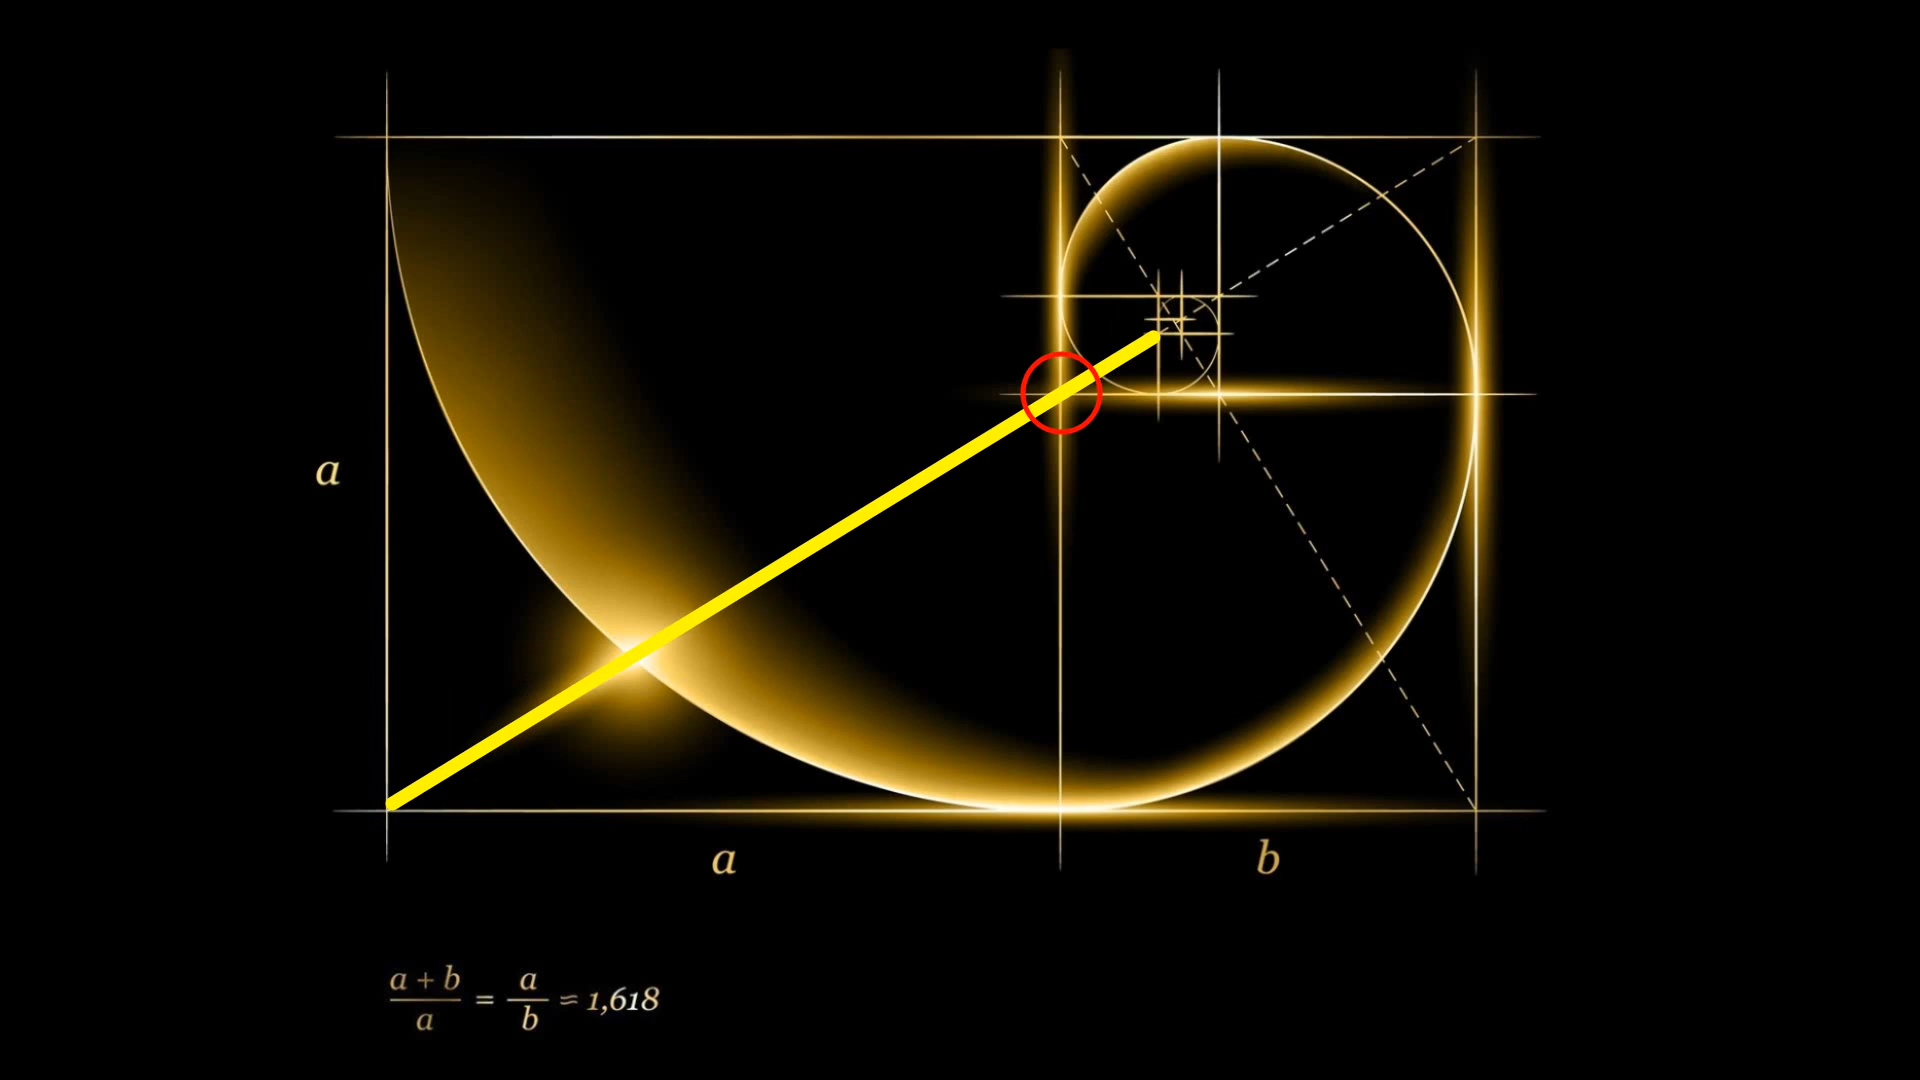 a
a b
a + b / a = a / b ≈ 1,618